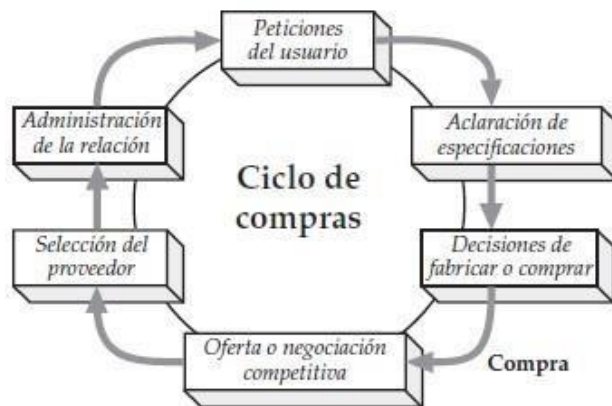 Peticiones
del usuario
Aclaración de
especificaciones
Decisiones de
fabricar o comprar
Compra
Oferta o negociación
competitiva
Selección del
proveedor
Administración
de la relación
Ciclo de
compras